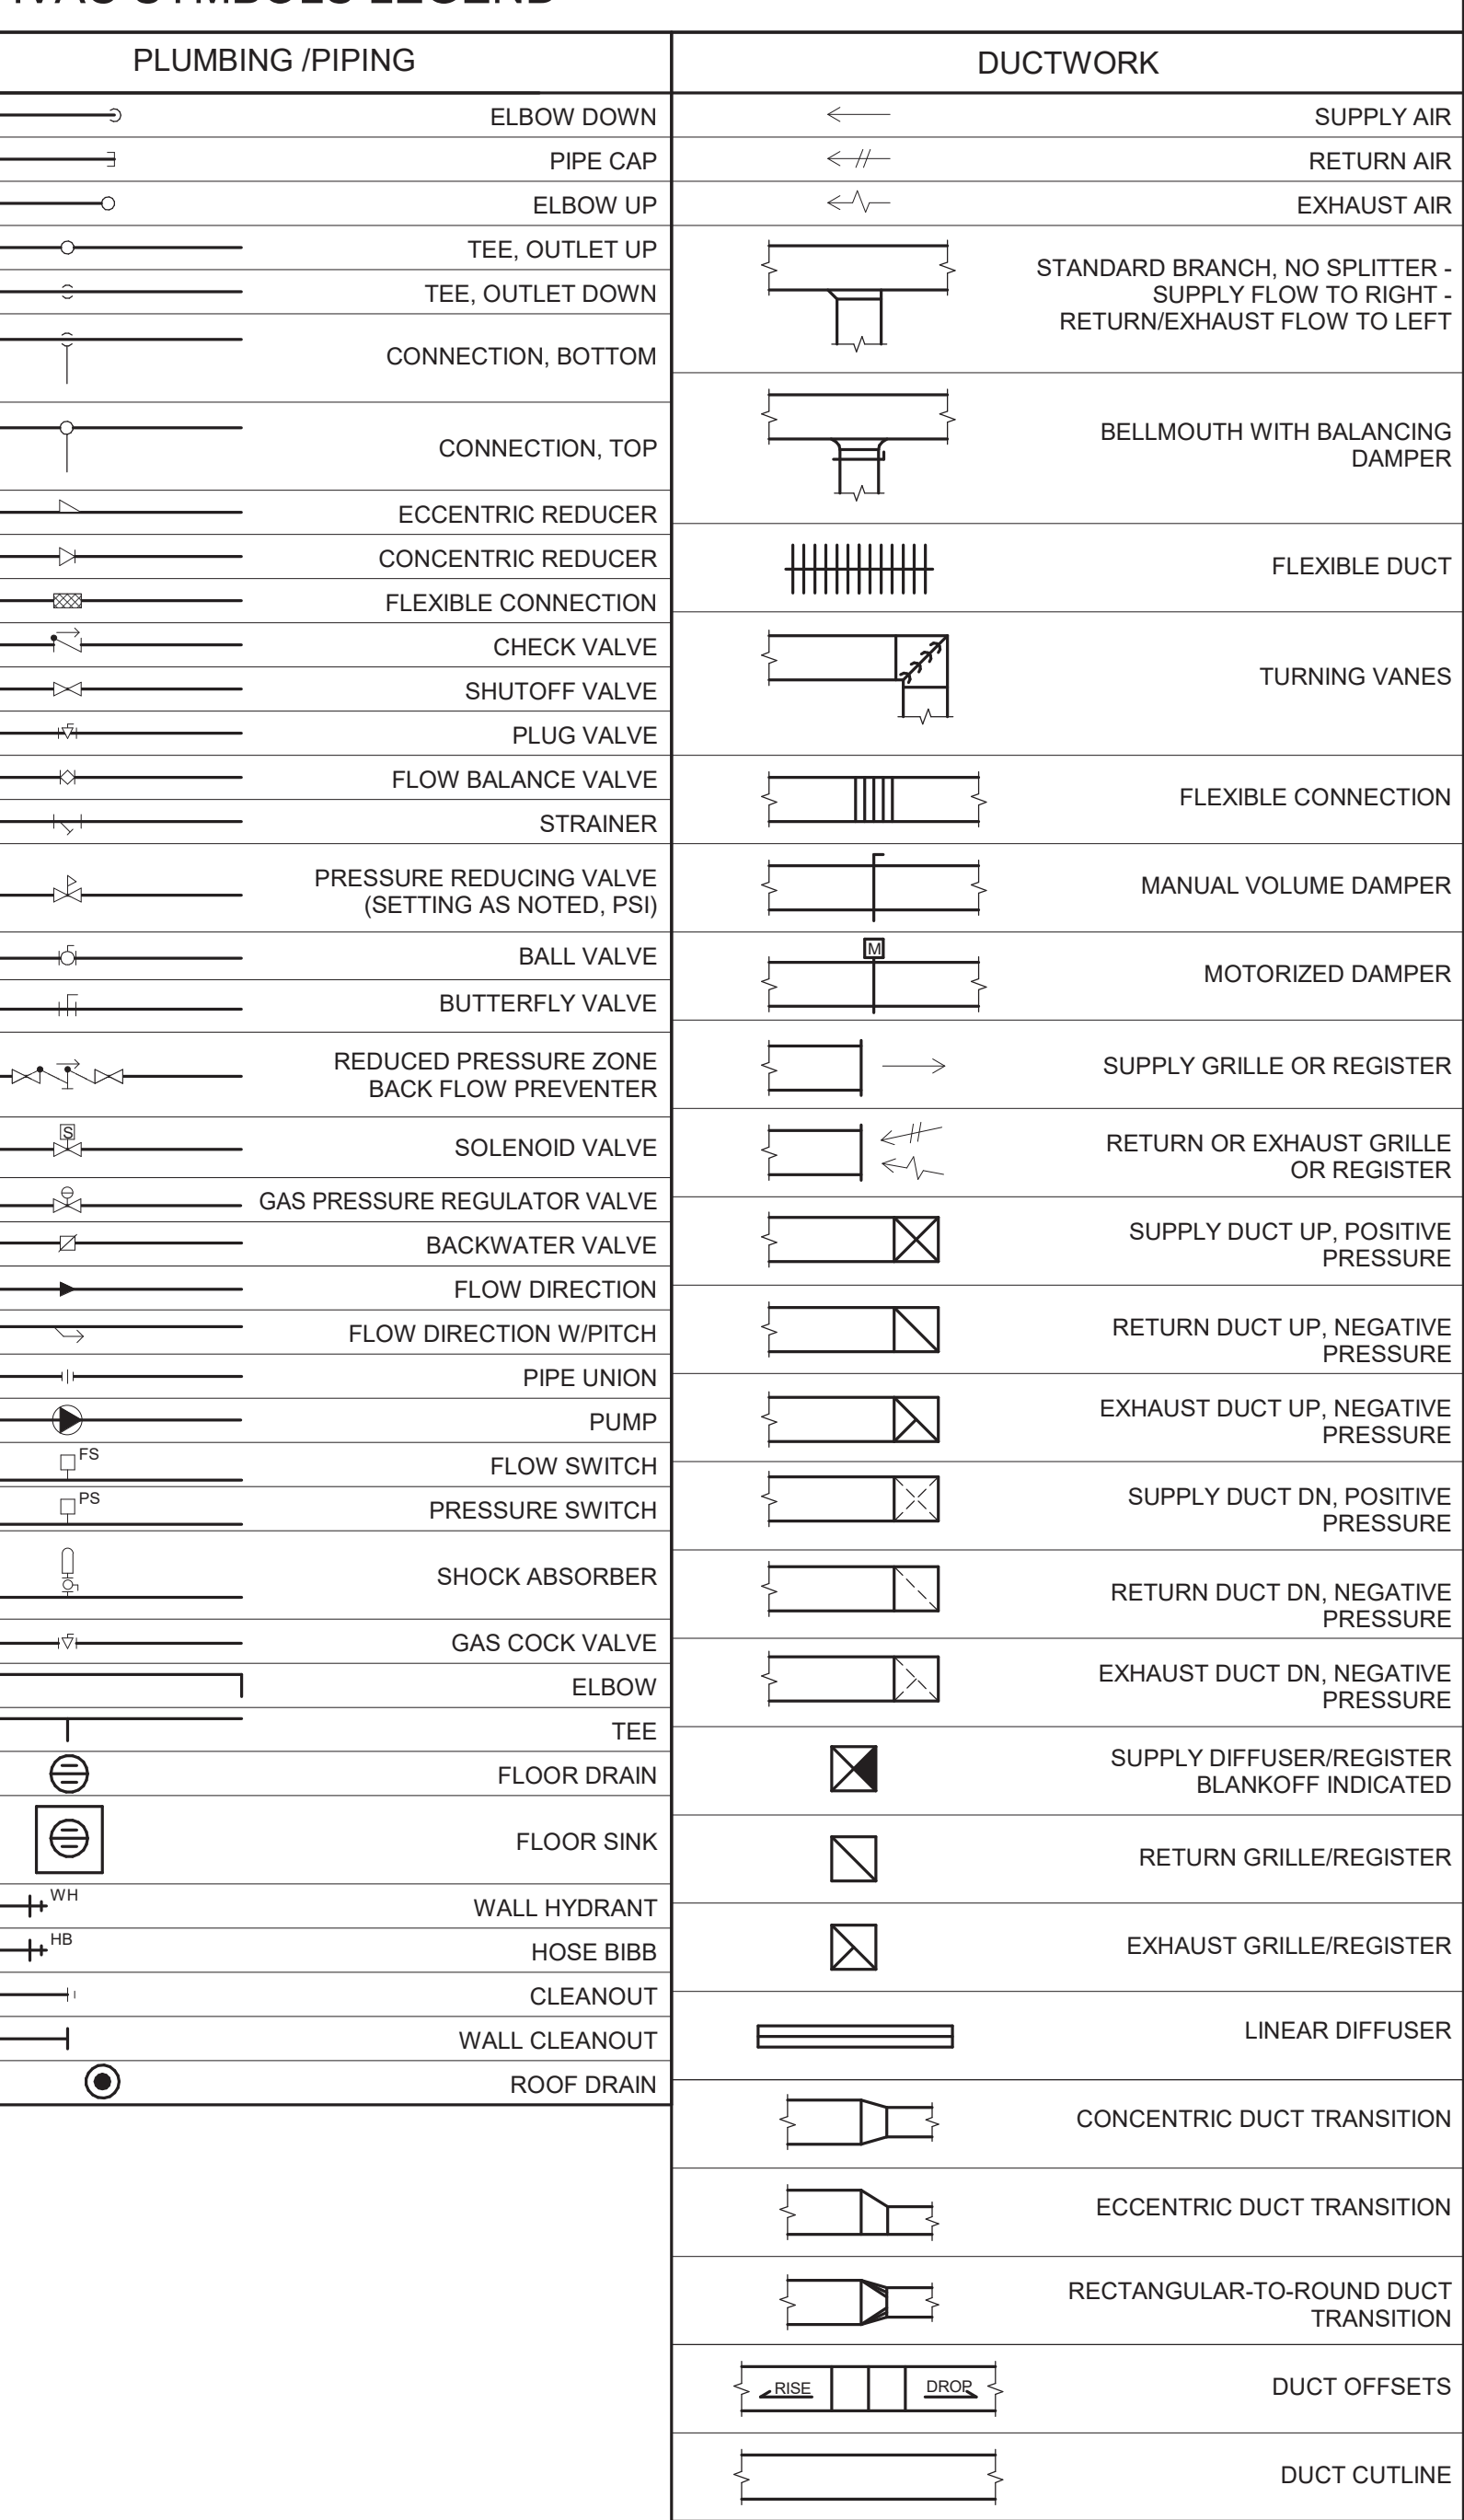 SYMBOLS LEGEND
PLUMBING /PIPING
ELBOW DOWN
PIPE CAP
ELBOW UP
TEE, OUTLET UP
TEE, OUTLET DOWN
CONNECTION, BOTTOM
CONNECTION, TOP
ECCENTRIC REDUCER
CONCENTRIC REDUCER
FLEXIBLE CONNECTION
CHECK VALVE
SHUTOFF VALVE
PLUG VALVE
FLOW BALANCE VALVE
STRAINER
PRESSURE REDUCING VALVE
(SETTING AS NOTED, PSI)
BALL VALVE
BUTTERFLY VALVE
REDUCED PRESSURE ZONE
BACK FLOW PREVENTER
S
SOLENOID VALVE
GAS PRESSURE REGULATOR VALVE
BACKWATER VALVE
FLOW DIRECTION
FLOW DIRECTION W/PITCH
PIPE UNION
PUMP
FS
FLOW SWITCH
PS
PRESSURE SWITCH
SHOCK ABSORBER
GAS COCK VALVE
ELBOW
TEE
FLOOR DRAIN
FLOOR SINK
WH
WALL HYDRANT
HB
HOSE BIBB
CLEANOUT
WALL CLEANOUT
ROOF DRAIN
DUCTWORK
SUPPLY AIR
RETURN AIR
EXHAUST AIR
STANDARD BRANCH, NO SPLITTER -
SUPPLY FLOW TO RIGHT -
RETURN/EXHAUST FLOW TO LEFT
BELLMOUTH WITH BALANCING
DAMPER
FLEXIBLE DUCT
TURNING VANES
FLEXIBLE CONNECTION
MANUAL VOLUME DAMPER
M
MOTORIZED DAMPER
SUPPLY GRILLE OR REGISTER
RETURN OR EXHAUST GRILLE
OR REGISTER
SUPPLY DUCT UP, POSITIVE
PRESSURE
RETURN DUCT UP, NEGATIVE
PRESSURE
EXHAUST DUCT UP, NEGATIVE
PRESSURE
SUPPLY DUCT DN, POSITIVE
PRESSURE
RETURN DUCT DN, NEGATIVE
PRESSURE
EXHAUST DUCT DN, NEGATIVE
PRESSURE
SUPPLY DIFFUSER/REGISTER
BLANKOFF INDICATED
RETURN GRILLE/REGISTER
EXHAUST GRILLE/REGISTER
LINEAR DIFFUSER
CONCENTRIC DUCT TRANSITION
ECCENTRIC DUCT TRANSITION
RECTANGULAR-TO-ROUND DUCT
TRANSITION
RISE DROP
DUCT OFFSETS
DUCT CUTLINE